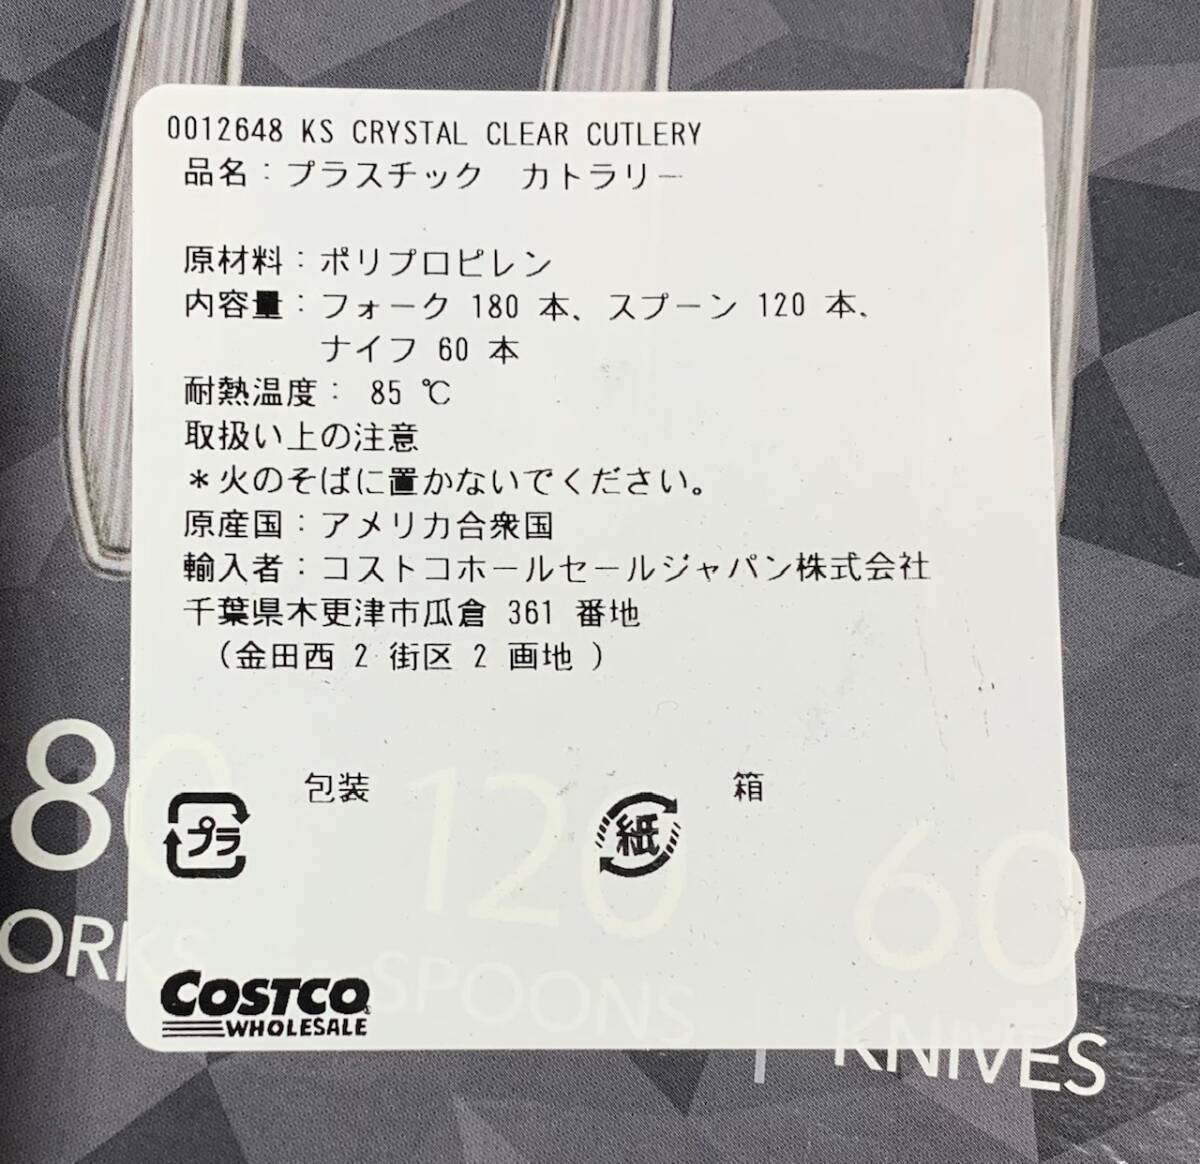 0012648 KS CRYSTAL CLEAR CUTLERY
品名：プラスチック　カトラリー
原材料：ポリプロピレン
内容量：フォーク 180 本、スプーン 120 本、
ナイフ 60 本
耐熱温度： 85 ℃
取扱い上の注意
＊火のそばに置かないでください。
原産国：アメリカ合衆国
輸入者：コストコホールセールジャパン株式会社
千葉県木更津市瓜倉 361 番地
（金田西 2 街区 2 画地 ）
包装
プラ
箱
紙
80
120
60
ORKS
SPOONS
KNIVES
COSTCO
WHOLESALE